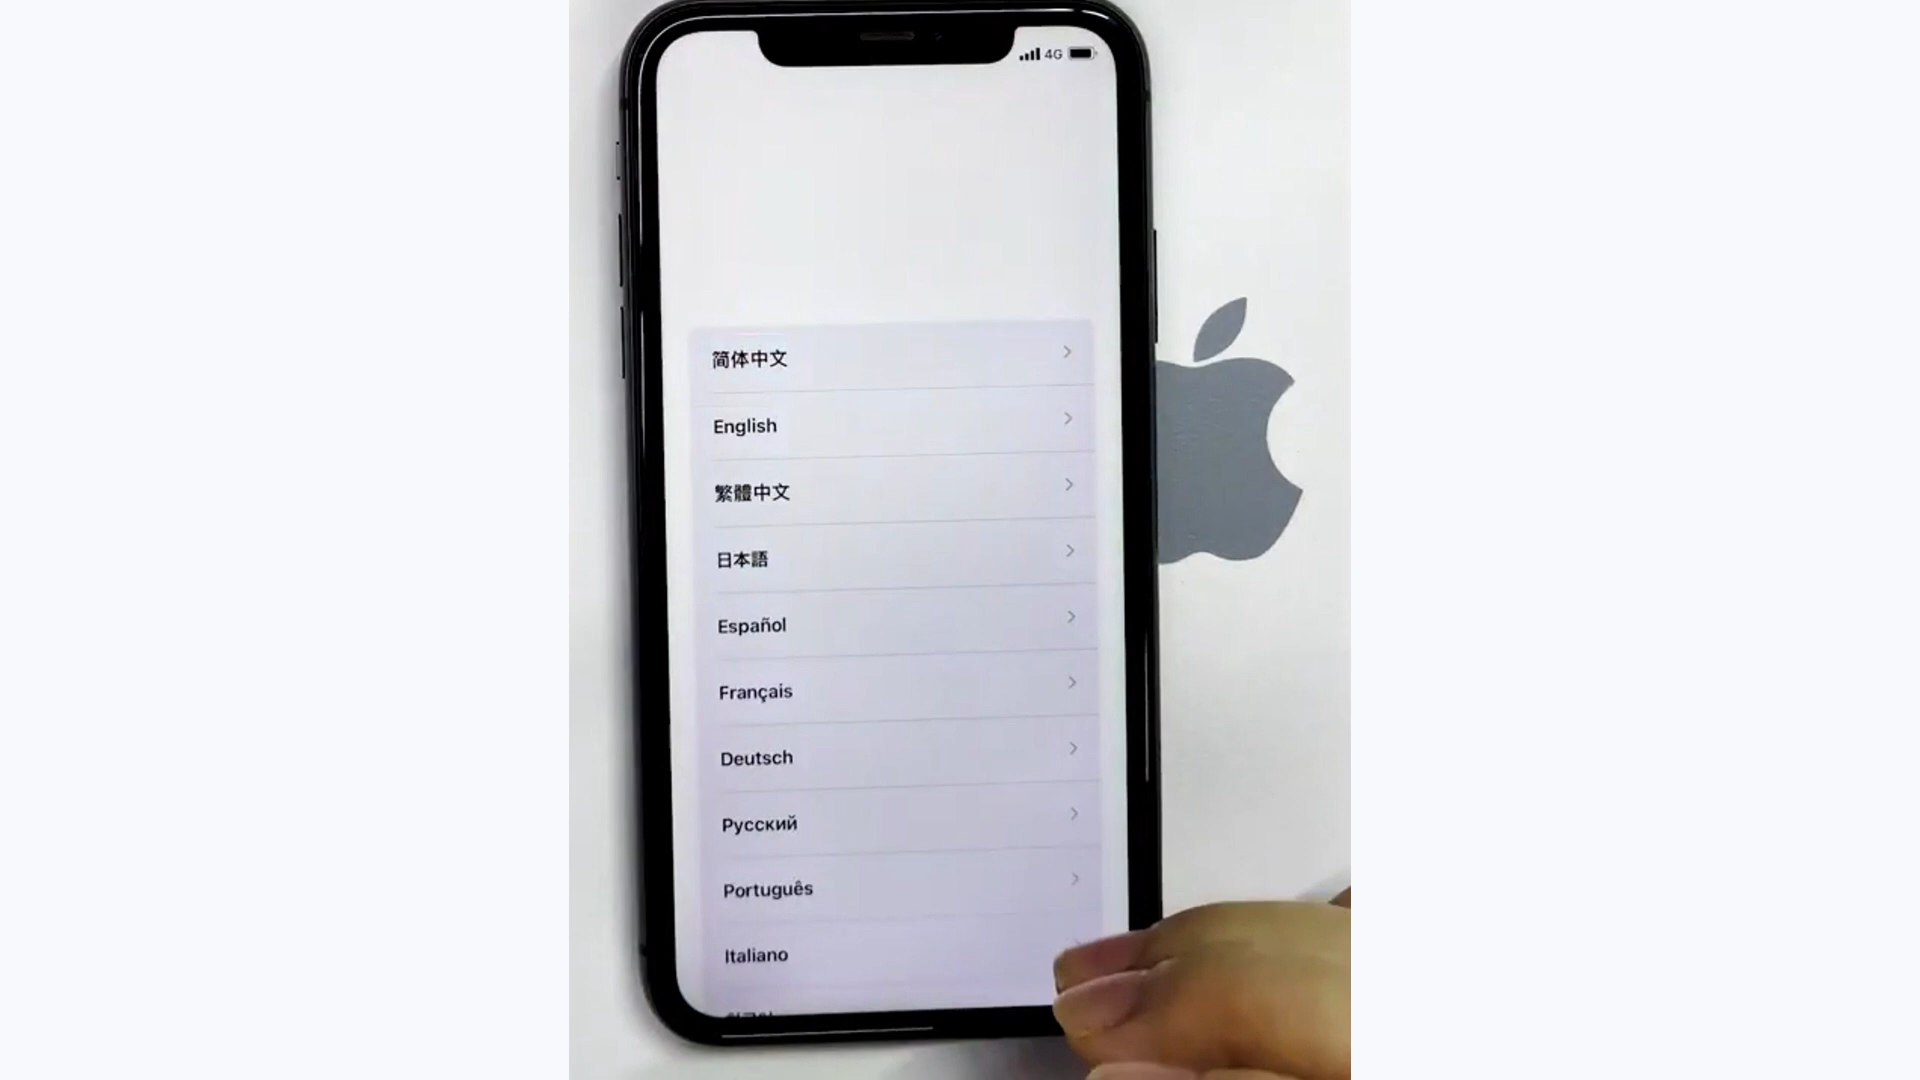 4G
简体中文
English
繁體中文
日本語
Español
Français
Deutsch
Русский
Português
Italiano